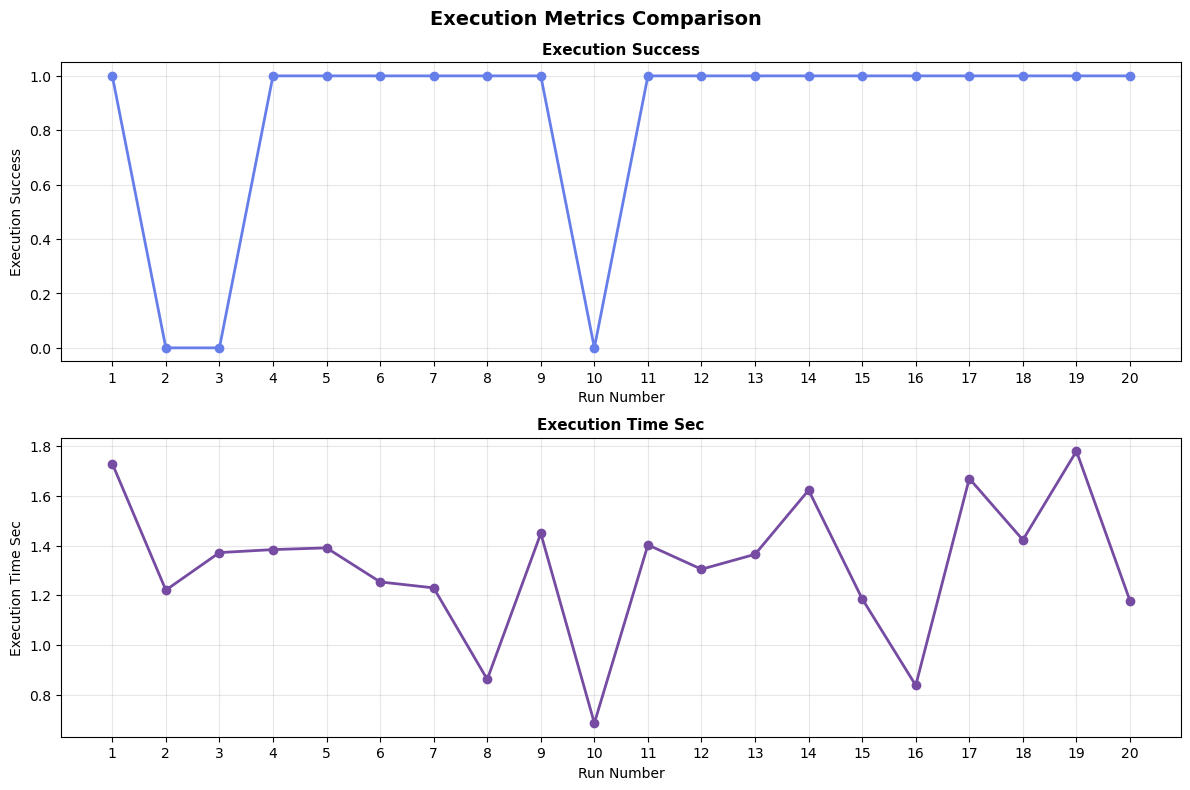 Execution Metrics Comparison
Execution Success
Execution Success
1.0
0.8
0.6
0.4
0.2
0.0
1 2 3 4 5 6 7 8 9 10 11 12 13 14 15 16 17 18 19 20
Run Number
Execution Time Sec
Execution Time Sec
1.8
1.6
1.4
1.2
1.0
0.8
1 2 3 4 5 6 7 8 9 10 11 12 13 14 15 16 17 18 19 20
Run Number